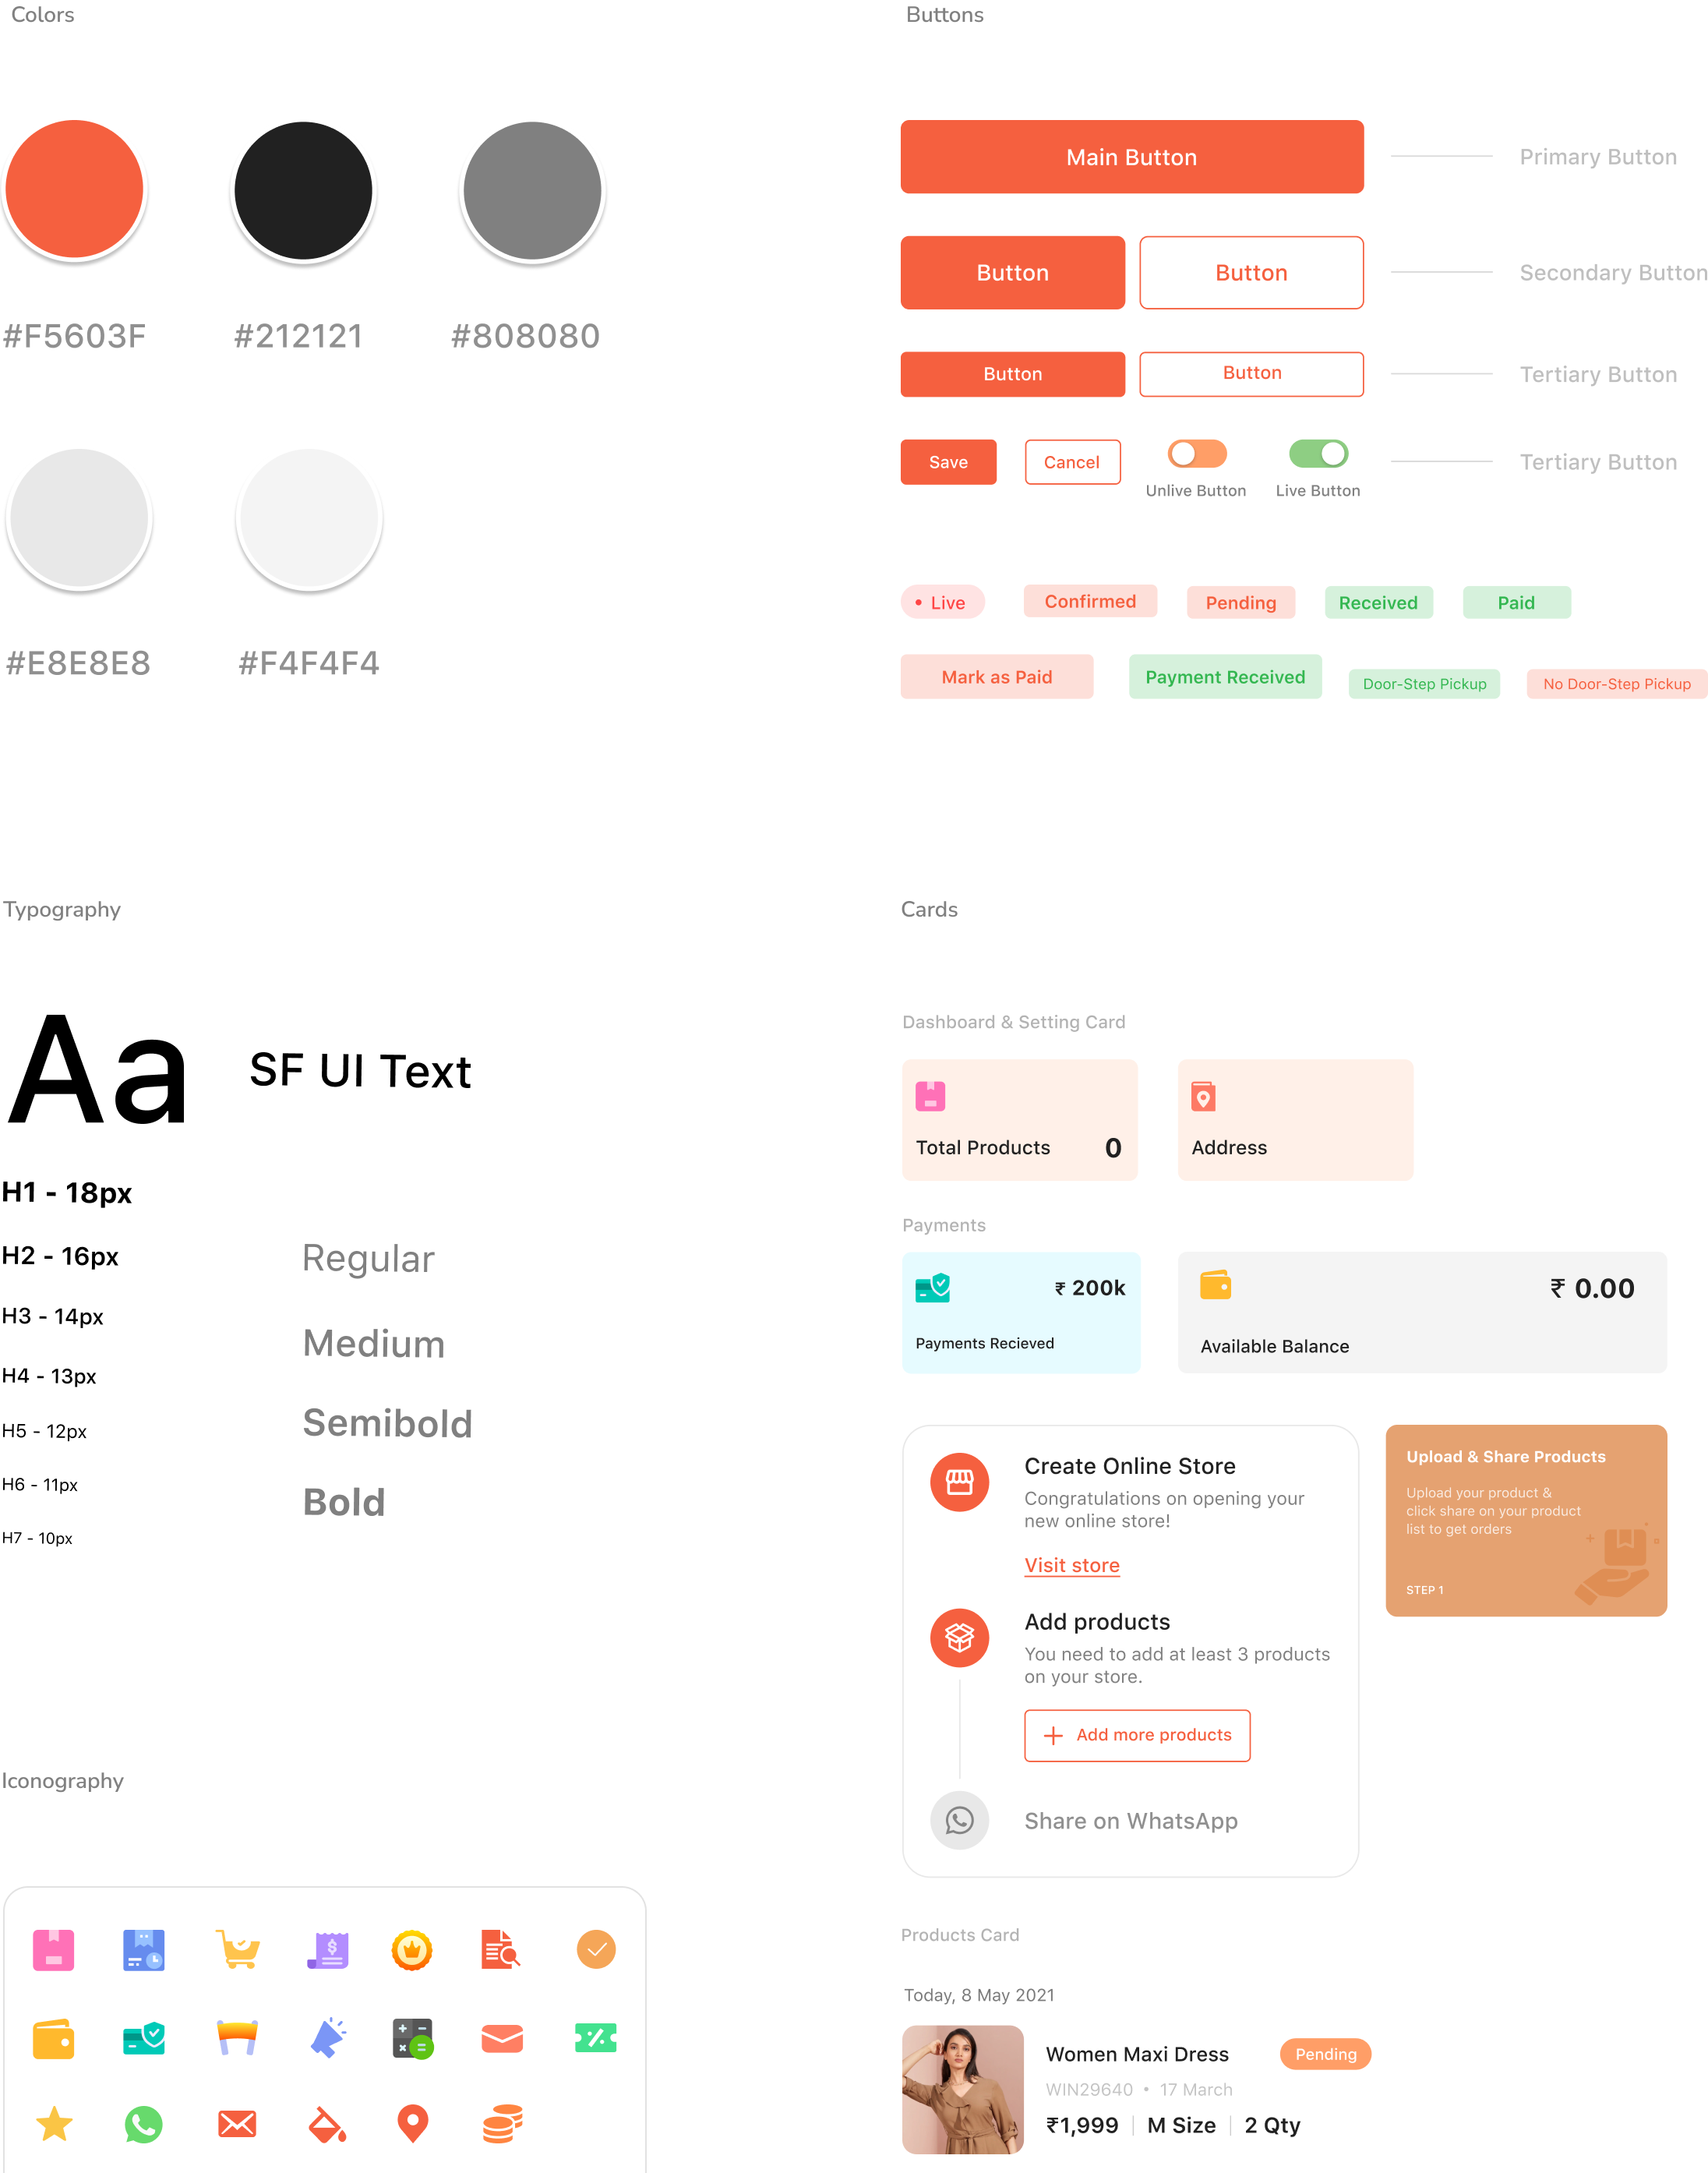 Colors
#F5603F
#212121
#808080
#E8E8E8
#F4F4F4
Buttons
Main Button
Primary Button
Button
Button
Secondary Button
Button
Button
Tertiary Button
Save
Cancel
Unlive Button
Live Button
Tertiary Button
Live
Confirmed
Pending
Received
Paid
Mark as Paid
Payment Received
Door-Step Pickup
No Door-Step Pickup
Typography
Aa
SF UI Text
H1 - 18px
H2 - 16px
H3 - 14px
H4 - 13px
H5 - 12px
H6 - 11px
H7 - 10px
Regular
Medium
Semibold
Bold
Cards
Dashboard & Setting Card
Total Products
0
Address
Payments
₹ 200k
Payments Recieved
₹ 0.00
Available Balance
Create Online Store
Congratulations on opening your
new online store!
Visit store
Add products
You need to add at least 3 products
on your store.
+ Add more products
Share on WhatsApp
Upload & Share Products
Upload your product &
click share on your product
list to get orders
STEP 1
Iconography
Products Card
Today, 8 May 2021
Women Maxi Dress
Pending
WIN29640 • 17 March
₹1,999 | M Size | 2 Qty